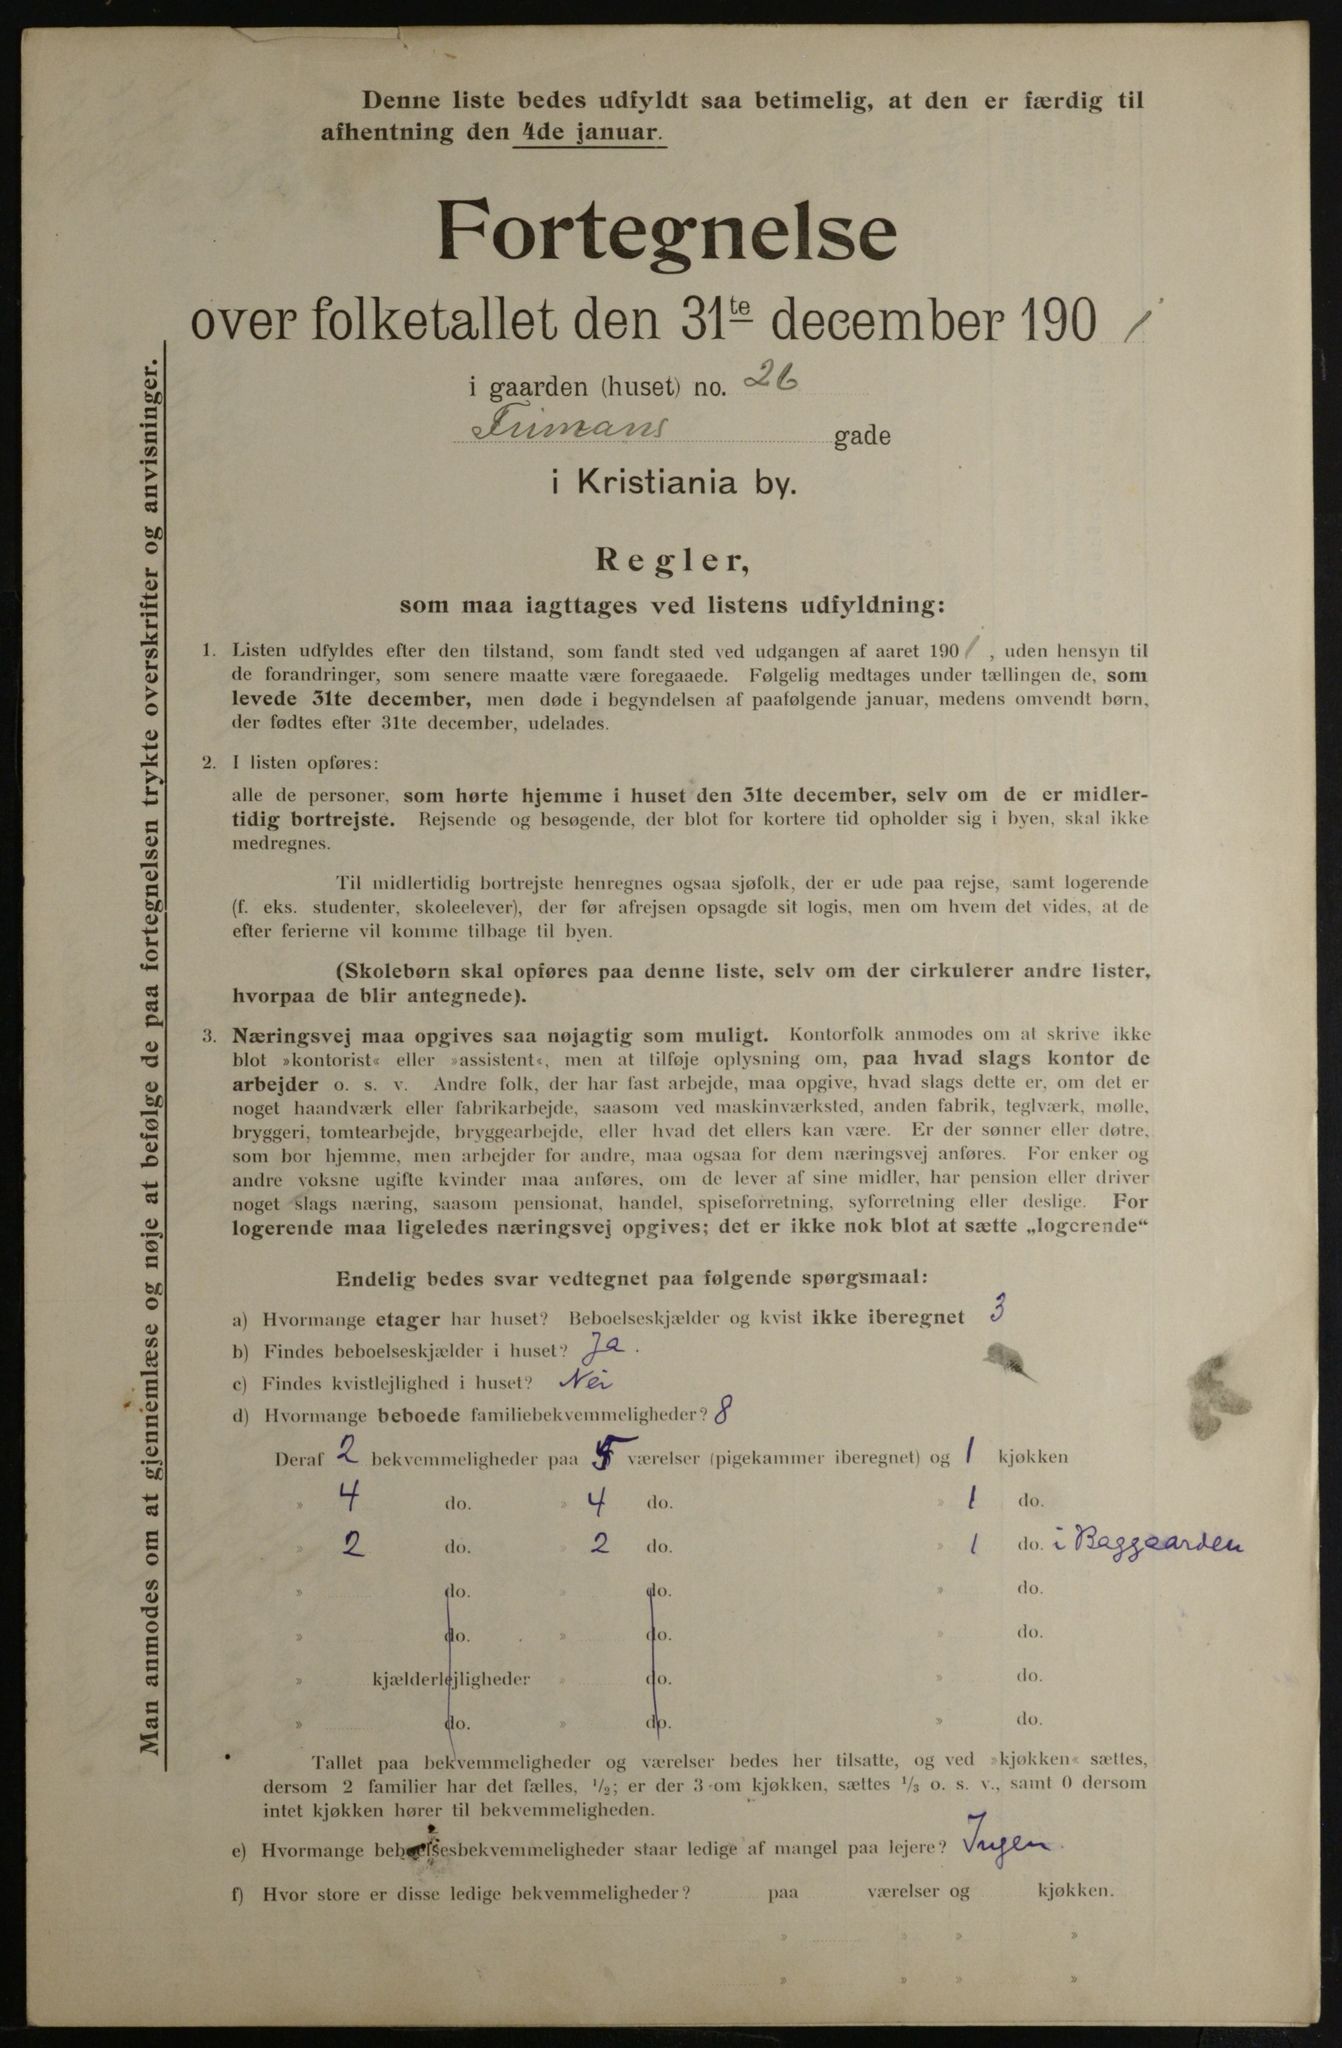 Denne liste bedes udfyldt saa betimelig, at den er færdig til
afhentning den 4de januar.
Fortegnelse
over folketallet den 31te december 1901
i gaarden (huset) no. 26
Frimans gade
i Kristiania by.
Regler,
som maa iagttages ved listens udfyldning:
1. Listen udfyldes efter den tilstand, som fandt sted ved udgangen af aaret 1901, uden hensyn til
de forandringer, som senere maatte være foregaaede. Følgelig medtages under tællingen de, som
levede 31te december, men døde i begyndelsen af paafølgende januar, medens omvendt børn,
der fødtes efter 31te december, udelades.
2. I listen opføres:
alle de personer, som hørte hjemme i huset den 31te december, selv om de er midler-
tidig bortrejste. Rejsende og besøgende, der blot for kortere tid opholder sig i byen, skal ikke
medregnes.
Til midlertidig bortrejste henregnes ogsaa sjøfolk, der er ude paa rejse, samt logerende
(f. eks. studenter, skoleelever), der før afrejsen opsagde sit logis, men om hvem det vides, at de
efter ferierne vil komme tilbage til byen.
(Skolebørn skal opføres paa denne liste, selv om der cirkulerer andre lister,
hvorpaa de blir antegnede).
3. Næringsvej maa opgives saa nøjagtig som muligt. Kontorfolk anmodes om at skrive ikke
blot »kontorist« eller »assistent«, men at tilføje oplysning om, paa hvad slags kontor de
arbejder o. s. v. Andre folk, der har fast arbejde, maa opgive, hvad slags dette er, om det er
noget haandværk eller fabrikarbejde, saasom ved maskinværksted, anden fabrik, teglværk, mølle,
bryggeri, tomtearbejde, bryggearbejde, eller hvad det ellers kan være. Er der sønner eller døtre,
som bor hjemme, men arbejder for andre, maa ogsaa for dem næringsvej anføres. For enker og
andre voksne ugifte kvinder maa anføres, om de lever af sine midler, har pension eller driver
noget slags næring, saasom pensionat, handel, spiseforretning, syforretning eller deslige. For
logerende maa ligeledes næringsvej opgives; det er ikke nok blot at sætte „logerende“
Endelig bedes svar vedtegnet paa følgende spørgsmaal:
a) Hvormange etager har huset? Beboelseskjælder og kvist ikke iberegnet 3
b) Findes beboelseskjælder i huset? Ja.
c) Findes kvistlejlighed i huset? Nei
d) Hvormange beboede familiebekvemmeligheder? 8
Deraf 2 bekvemmeligheder paa 5 værelser (pigekammer iberegnet) og 1 kjøkken
» 4 do. » 4 do. » 1 do.
» 2 do. » 2 do. » 1 do. i Baggaarden
» do. » do. » do.
» do. » do. » do.
» kjælderlejligheder » do. » do.
» do. » do. » do.
Tallet paa bekvemmeligheder og værelser bedes her tilsatte, og ved »kjøkken« sættes,
dersom 2 familier har det fælles, 1/2; er der 3 om kjøkken, sættes 1/3 o. s. v., samt 0 dersom
intet kjøkken hører til bekvemmeligheden.
e) Hvormange beboelsesbekvemmeligheder staar ledige af mangel paa lejere? Ingen.
f) Hvor store er disse ledige bekvemmeligheder? paa værelser og kjøkken.
» » » »
» » » »
Man anmodes om at gjennemlæse og nøje at befølge de paa fortegnelsen trykte overskrifter og anvisninger.